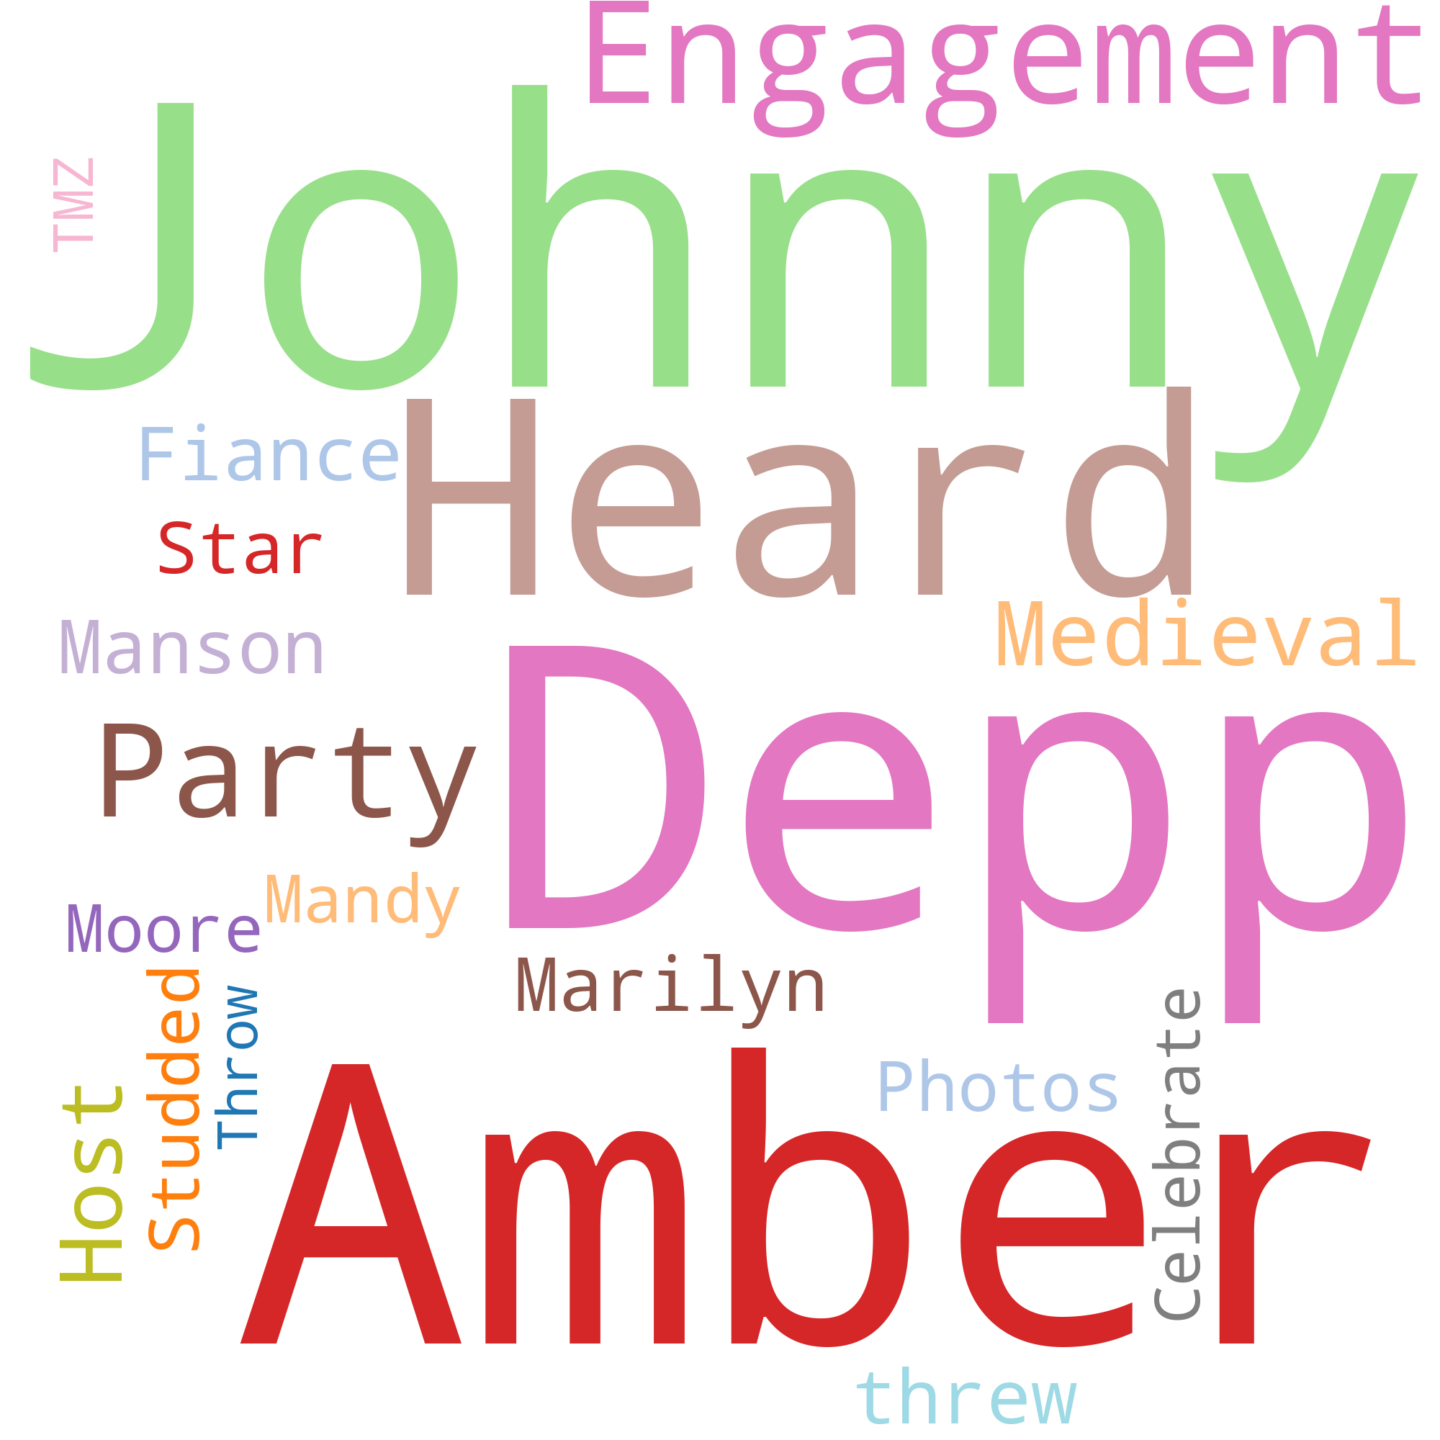 Engagement
Johnny
TMZ
Heard
Fiance
Star
Medieval
Manson
Depp
Party
Mandy
Moore
Marilyn
Studded
Throw
Photos
Celebrate
Host
Amber
threw